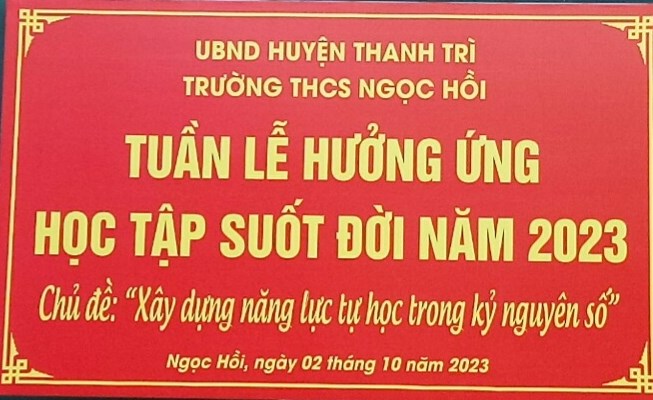 UBND HUYỆN THANH TRÌ
TRƯỜNG THCS NGỌC HỒI
TUẦN LỄ HƯỞNG ỨNG
HỌC TẬP SUỐT ĐỜI NĂM 2023
Chủ đề: "Xây dựng năng lực tự học trong kỷ nguyên số"
Ngọc Hồi, ngày 02 tháng 10 năm 2023